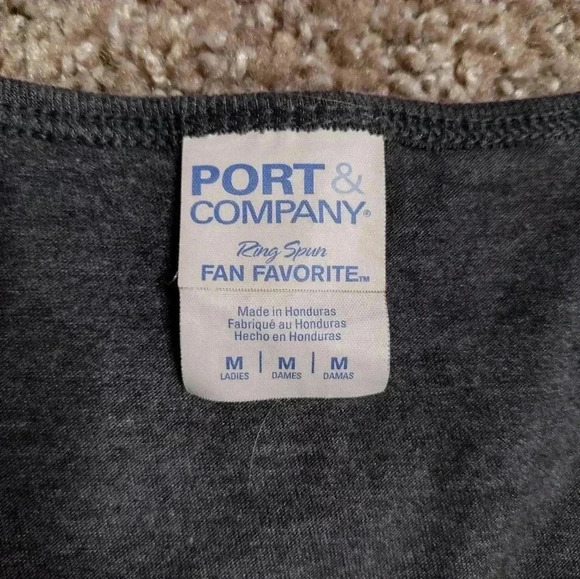 PORT &
COMPANY®
Ring Spun
FAN FAVORITE™
Made in Honduras
Fabriqué au Honduras
Hecho en Honduras
M | M | M
LADIES DAMES DAMAS